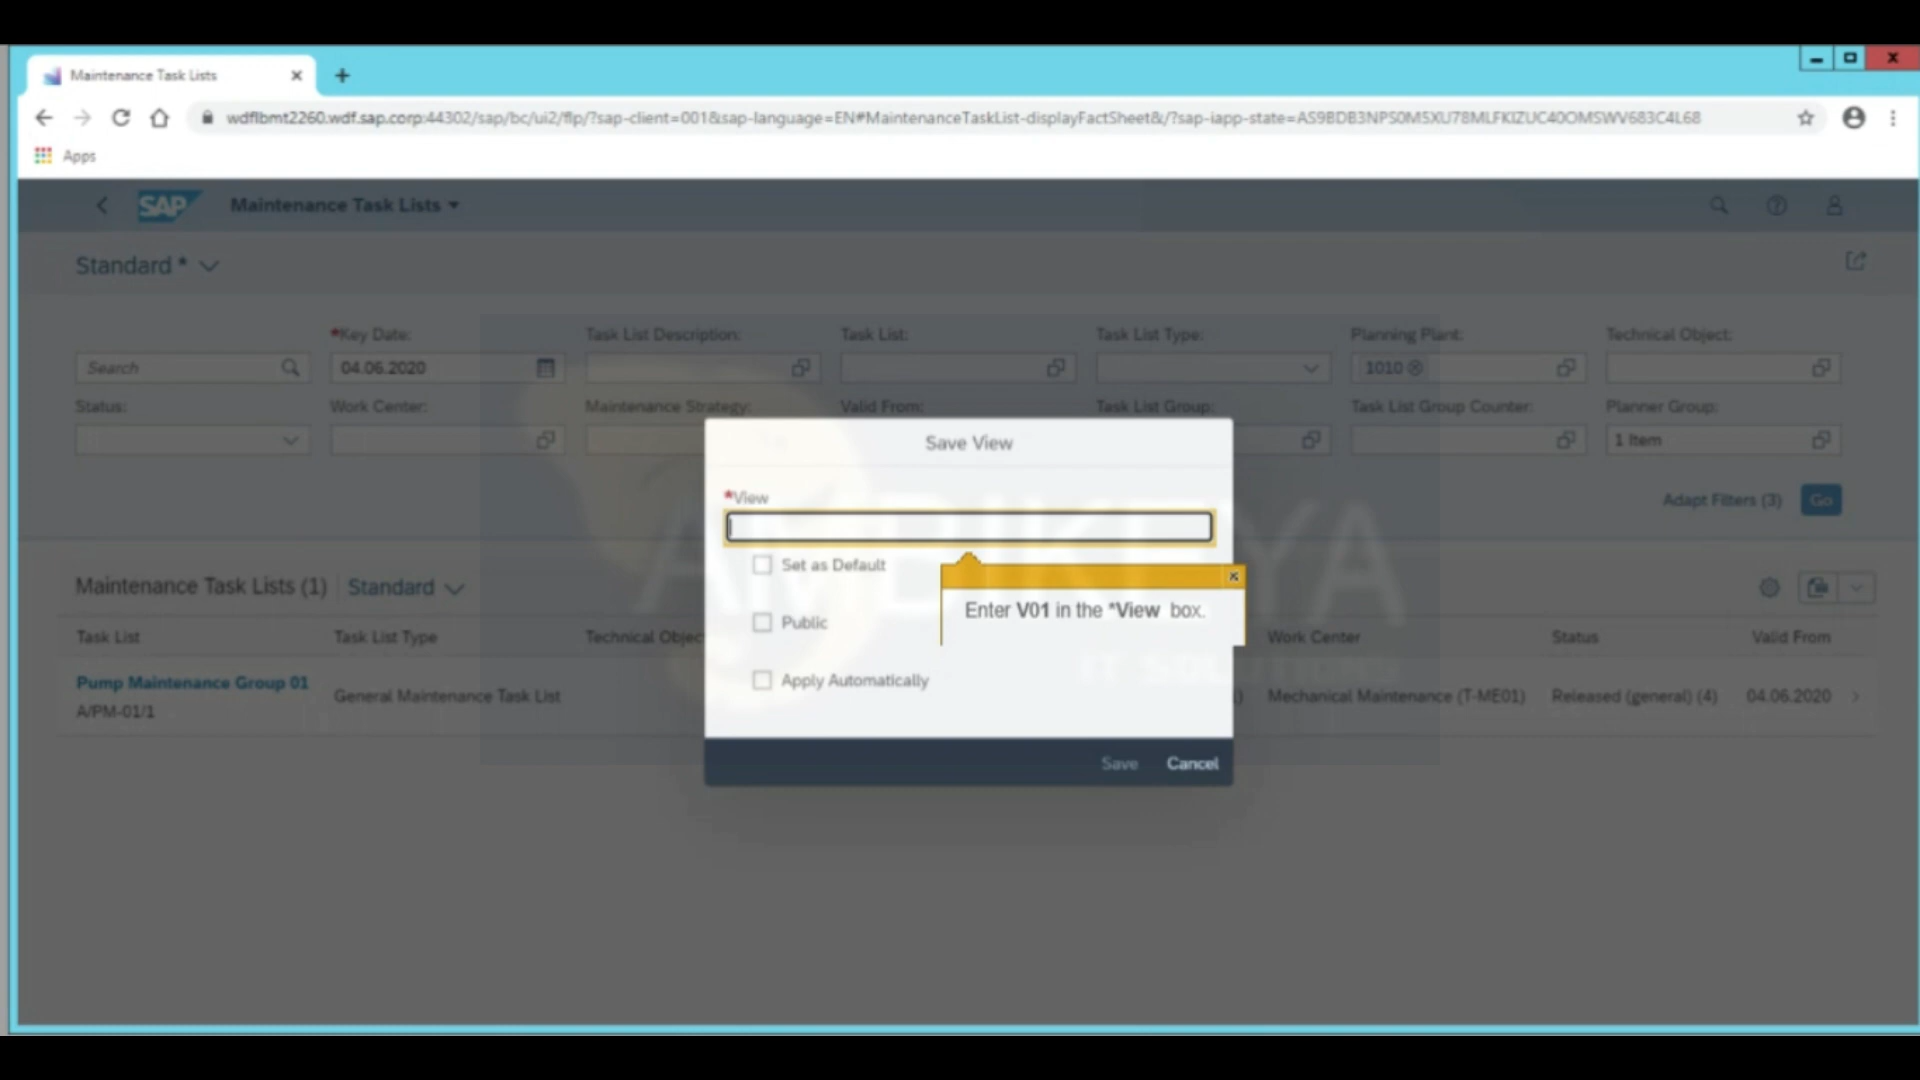 Maintenance Task Lists
wdflbmt2260.wdf.sap.corp:44302/sap/bc/ui2/flp/?sap-client=001&sap-language=EN#MaintenanceTaskList-displayFactSheet&/?sap-iapp-state=AS9BDB3NPS0M5XU78MLFKIZUC40OMSWV683C4L68
Apps
SAP Maintenance Task Lists
Standard *
*Key Date: Task List Description: Task List: Task List Type: Planning Plant: Technical Object:
Search 04.06.2020 1010
Status: Work Center: Maintenance Strategy: Valid From: Task List Group: Task List Group Counter: Planner Group:
1 Item
Save View
*View
Adapt Filters (3) Go
Set as Default
Enter V01 in the *View box.
Public
Apply Automatically
Save Cancel
Maintenance Task Lists (1) Standard
Task List Task List Type Technical Objec Work Center Status Valid From
Pump Maintenance Group 01
A/PM-01/1
General Maintenance Task List Mechanical Maintenance (T-ME01) Released (general) (4) 04.06.2020